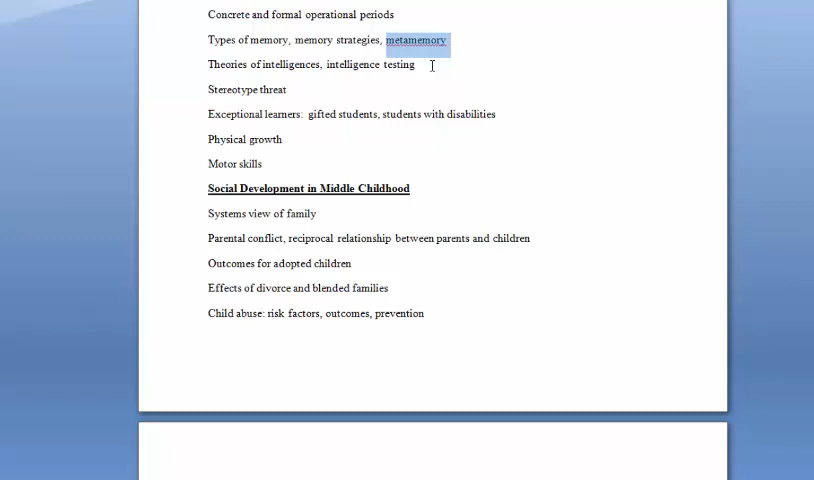 Concrete and formal operational periods
Types of memory, memory strategies, metamemory
Theories of intelligences, intelligence testing
Stereotype threat
Exceptional learners:  gifted students, students with disabilities
Physical growth
Motor skills
Social Development in Middle Childhood
Systems view of family
Parental conflict, reciprocal relationship between parents and children
Outcomes for adopted children
Effects of divorce and blended families
Child abuse: risk factors, outcomes, prevention